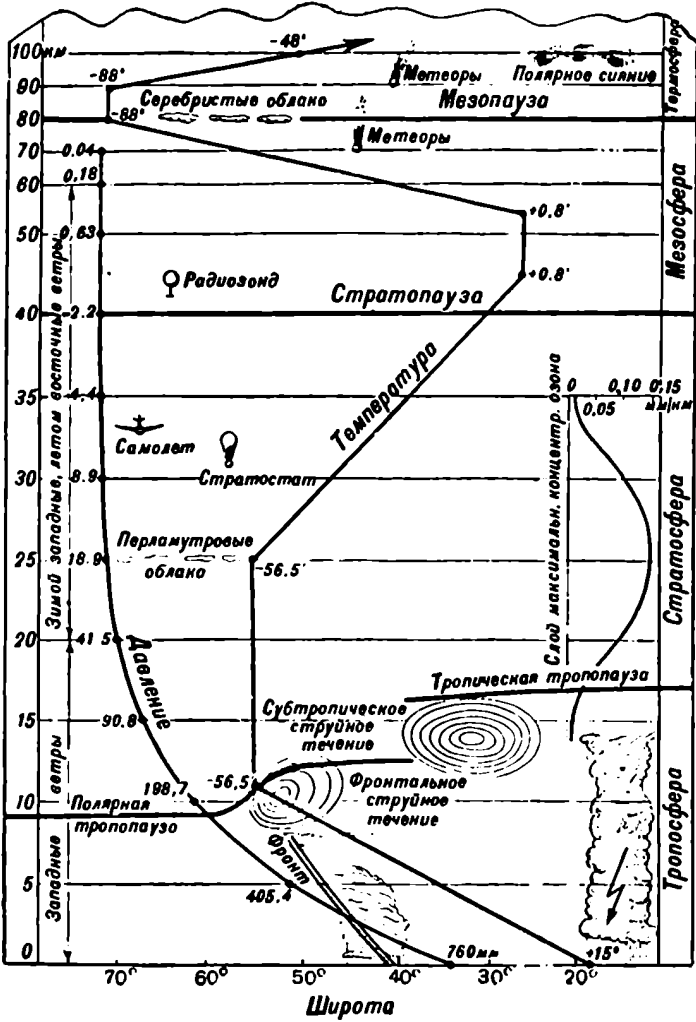 -48°
100 км
Термосфера
-88°
Метеоры
Полярное сияние
90
Серебристые облако
Мезопауза
80
-88°
Метеоры
70
0.04
60
0,18
+0.8°
Мезосфера
50
0,63
+0.8°
Радиозонд
Стратопауза
40
2.2
Температура
35
4.4
0
0,10
0,15
0,05
мм/км
Самолет
Стратостат
30
8.9
Зимой западные, летом восточные ветры
Слой максимальн. концентр. озона
Стратосфера
Перламутровые
облако
25
18.9
-56.5°
20
41 5
Давление
Тропическая тропопауза
Субтропическое
струйное
течение
15
90.8
198,7
-56,5
Фронтальное
струйное
течение
10
Полярная
тропопаузо
Западные ветры
Фронт
Тропосфера
5
405.4
0
760мм
+15°
70°
60°
50°
40°
30°
20°
Широта